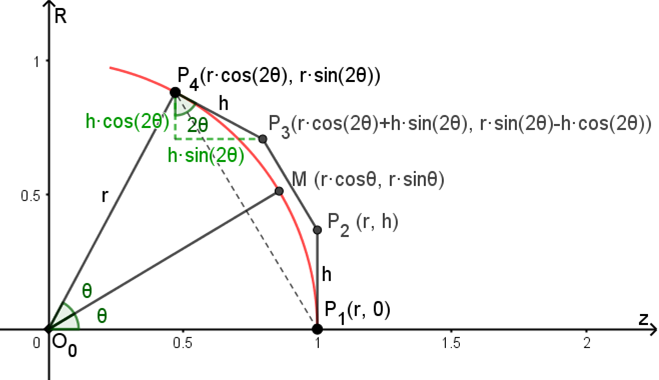 R
1
P₄(r·cos(2θ), r·sin(2θ))
h
h·cos(2θ)
2θ
P₃(r·cos(2θ)+h·sin(2θ), r·sin(2θ)-h·cos(2θ))
h·sin(2θ)
M (r·cosθ, r·sinθ)
r
0.5
P₂ (r, h)
θ
h
θ
P₁(r, 0)
z
0
O₀
0.5
1
1.5
2